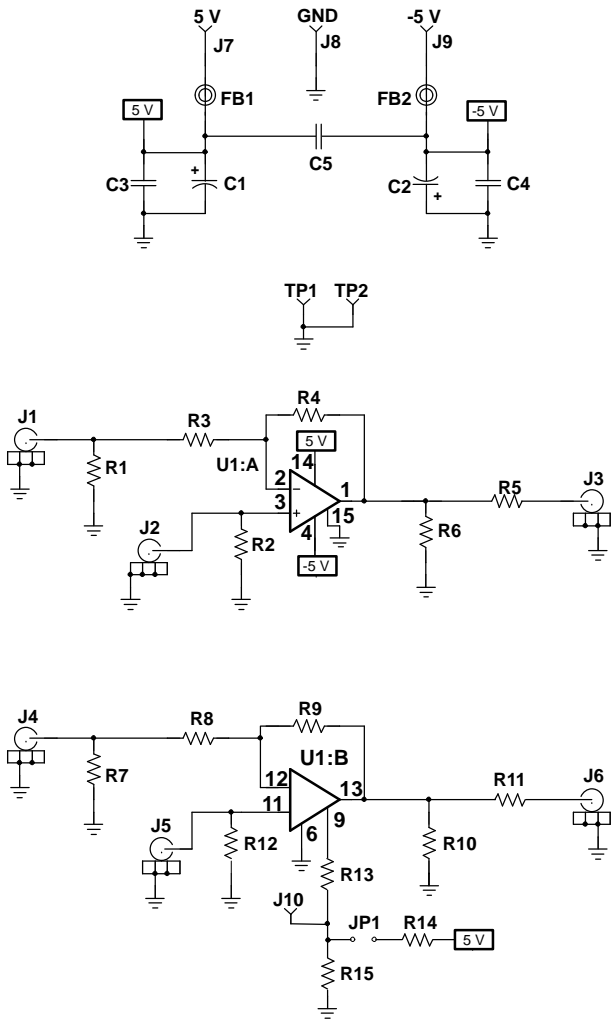 5 V
GND
-5 V
J7
J8
J9
FB1
FB2
5 V
-5 V
C3
+
C1
C5
C2
+
C4
TP1
TP2
J1
R3
R4
J3
U1:A
5 V
14
R1
2
−
1
R5
3
+
15
J2
R2
4
R6
-5 V
J4
R8
R9
J6
U1:B
R7
12
13
R11
11
J5
R12
6
9
R10
R13
J10
JP1
R14
5 V
R15